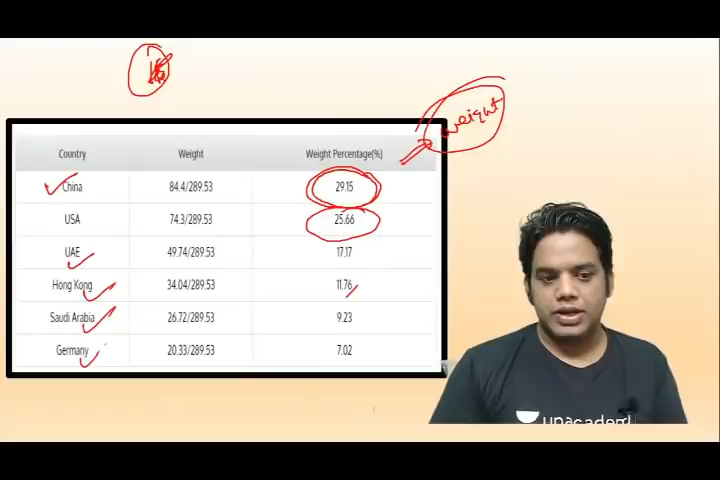 weight
Country Weight Weight Percentage(%)
China 84.4/289.53 29.15
USA 74.3/289.53 25.66
UAE 49.74/289.53 17.17
Hong Kong 34.04/289.53 11.76
Saudi Arabia 26.72/289.53 9.23
Germany 20.33/289.53 7.02